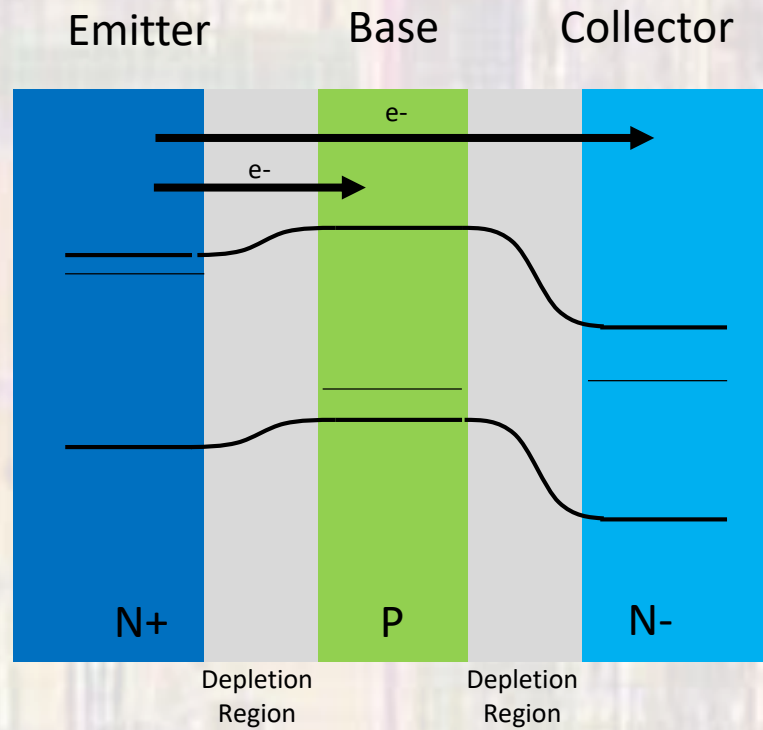 Emitter
Base
Collector
e-
e-
N+
P
N-
Depletion
Region
Depletion
Region